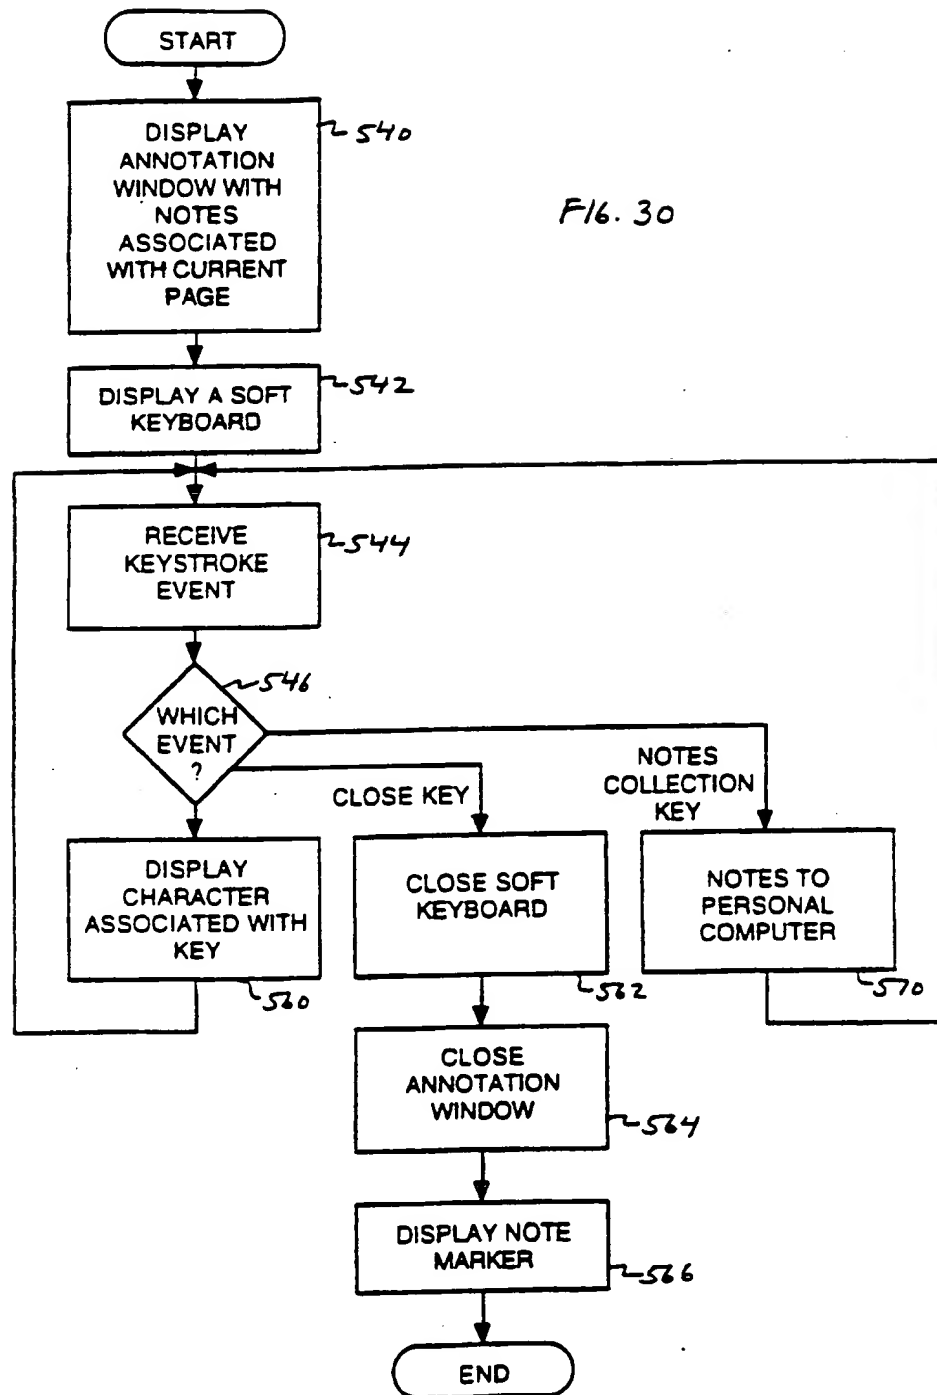 START
DISPLAY
ANNOTATION
WINDOW WITH
NOTES
ASSOCIATED
WITH CURRENT
PAGE
540
FIG. 30
DISPLAY A SOFT
KEYBOARD
542
RECEIVE
KEYSTROKE
EVENT
544
WHICH
EVENT
?
546
CLOSE KEY
NOTES
COLLECTION
KEY
DISPLAY
CHARACTER
ASSOCIATED WITH
KEY
560
CLOSE SOFT
KEYBOARD
562
NOTES TO
PERSONAL
COMPUTER
570
CLOSE
ANNOTATION
WINDOW
564
DISPLAY NOTE
MARKER
566
END